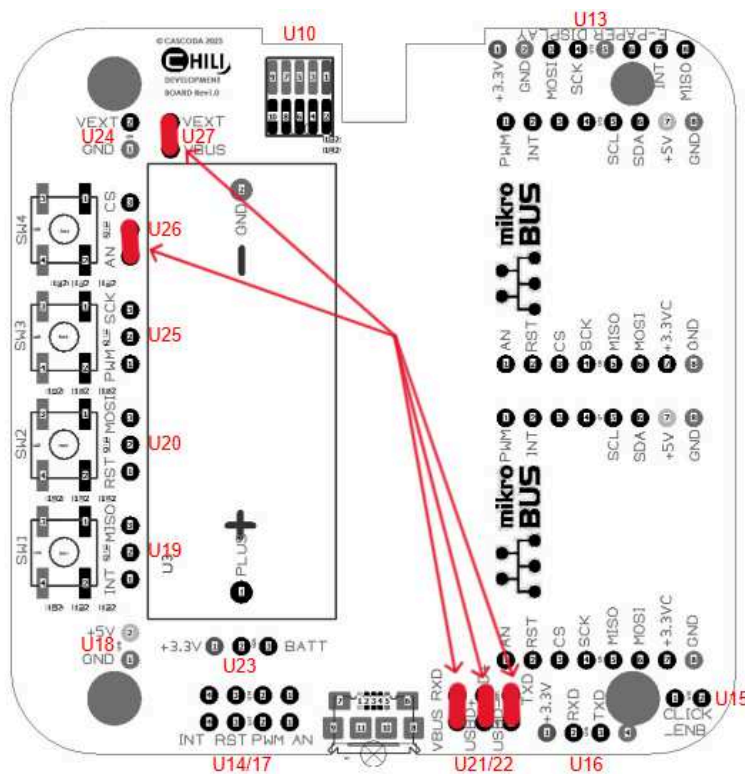 U10
U13
© CASCODA 2023
CHILI
DEVELOPMENT
BOARD Rev1.0
E-PAPER DISPLAY
+3.3V GND MOSI SCK INT MISO
VEXT
U24
GND
U27
VEXT
VBUS
PWM INT SCL SDA +5V GND
SW4
CS
U26
AN
GND
mikro
BUS
SW3
SCK
U25
PWM
AN RST CS SCK MISO MOSI +3.3VC GND
SW2
MOSI
U20
RST
PWM INT SCL SDA +5V GND
mikro
BUS
SW1
MISO
U19
INT
U3
PLUS
+5V
U18
GND
+3.3V BATT
U23
AN RST CS SCK MISO MOSI +3.3VC GND
VBUS RXD
USBD+
TXD
+3.3V RXD TXD
U15
CLICK
_ENB
INT RST PWM AN
U14/17
U21/22
U16